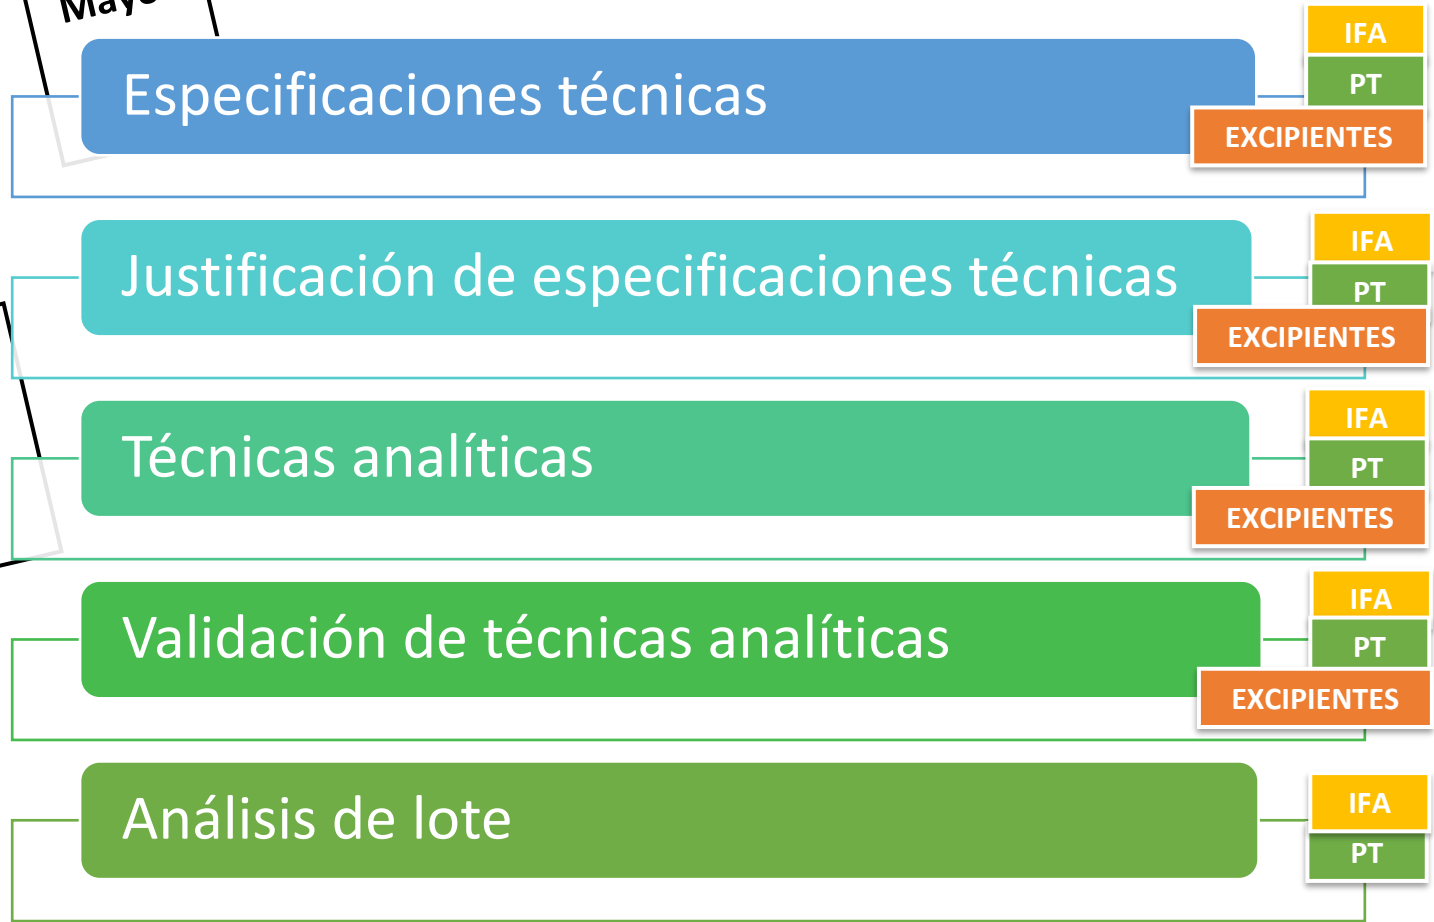 IFA
Especificaciones técnicas
PT
EXCIPIENTES
IFA
Justificación de especificaciones técnicas
PT
EXCIPIENTES
IFA
Técnicas analíticas
PT
EXCIPIENTES
IFA
Validación de técnicas analíticas
PT
EXCIPIENTES
IFA
Análisis de lote
PT